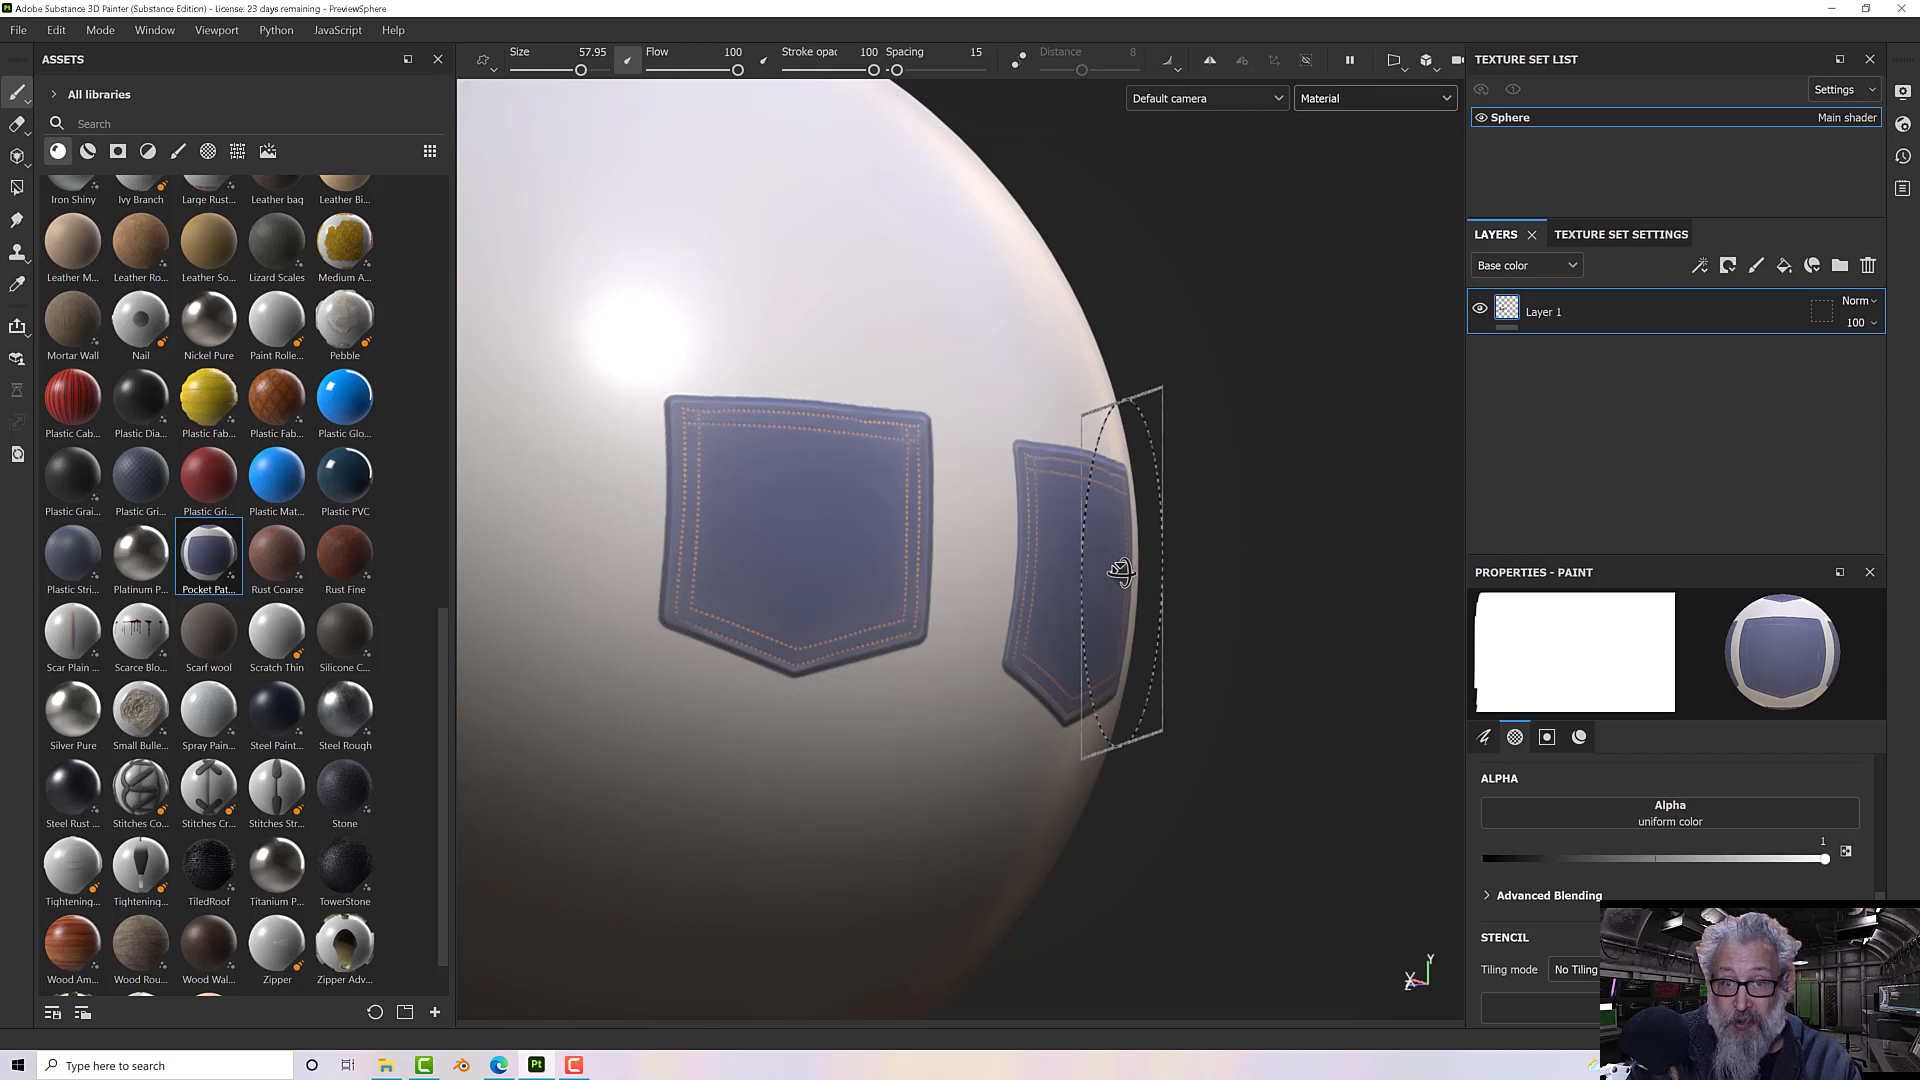 Pt Adobe Substance 3D Painter (Substance Edition) - License: 23 days remaining - PreviewSphere
File Edit Mode Window Viewport Python JavaScript Help
ASSETS
Size 57.95 Flow 100 Stroke opac 100 Spacing 15 Distance 8
TEXTURE SET LIST
All libraries
Default camera Material
Settings
Search
Sphere Main shader
Iron Shiny Ivy Branch Large Rust... Leather bag Leather Bi...
LAYERS TEXTURE SET SETTINGS
Base color
Leather M... Leather Ro... Leather So... Lizard Scales Medium A...
Norm
Layer 1
100
Mortar Wall Nail Nickel Pure Paint Rolle... Pebble
Plastic Cab... Plastic Dia... Plastic Fab... Plastic Fab... Plastic Glo...
Plastic Grai... Plastic Gri... Plastic Gri... Plastic Mat... Plastic PVC
PROPERTIES - PAINT
Plastic Stri... Platinum P... Pocket Pat... Rust Coarse Rust Fine
Scar Plain ... Scarce Blo... Scarf wool Scratch Thin Silicone C...
Silver Pure Small Bulle... Spray Pain... Steel Paint... Steel Rough
ALPHA
Alpha
uniform color
1
Steel Rust ... Stitches Co... Stitches Cr... Stitches Str... Stone
Advanced Blending
Tightening... Tightening... TiledRoof Titanium P... TowerStone
STENCIL
Tiling mode No Tiling
Wood Am... Wood Rou... Wood Wal... Zipper Zipper Adv...
Y
Z
Type here to search
Pt